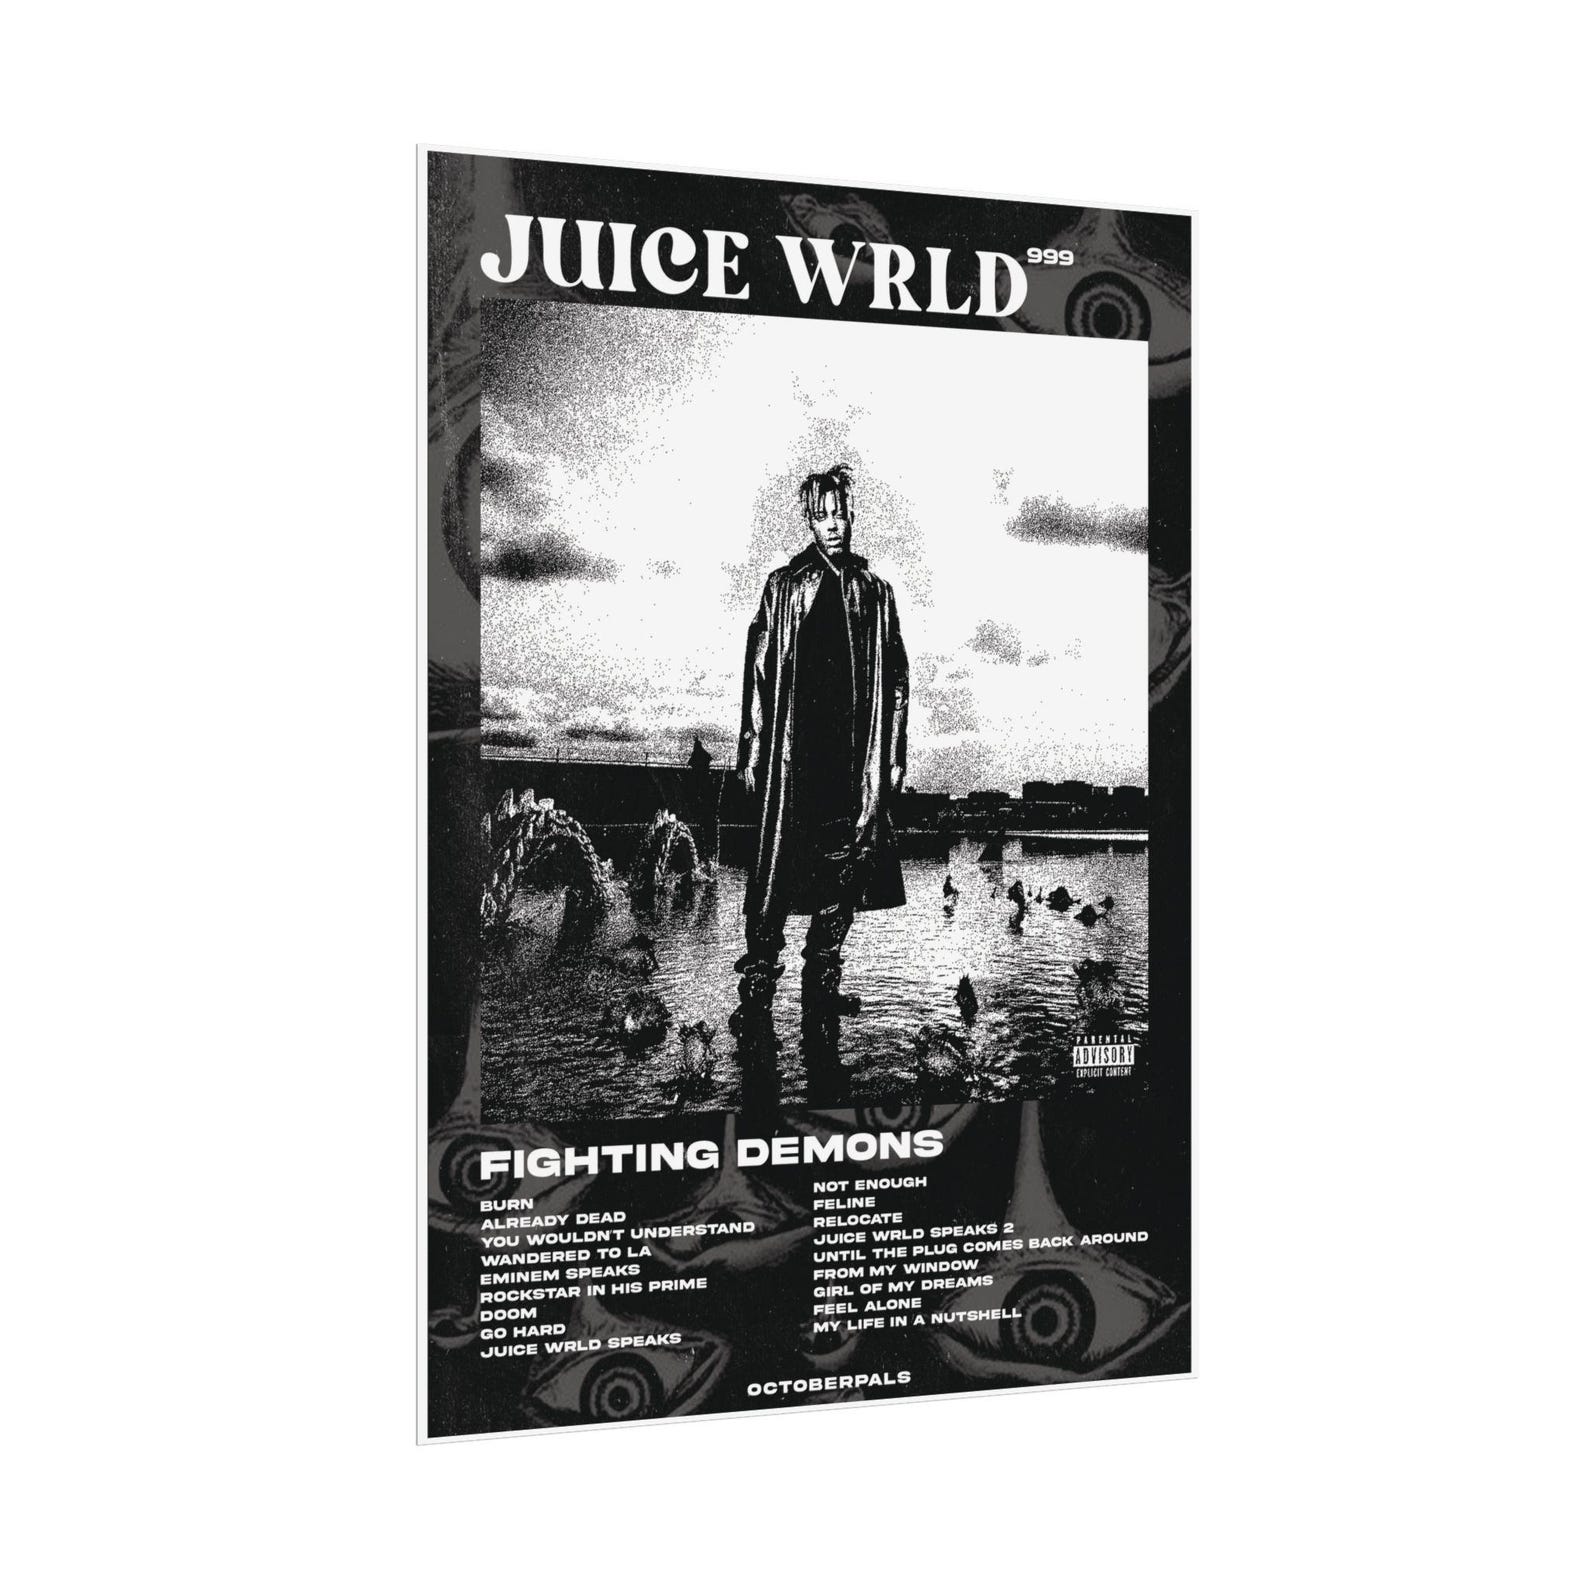 JUICE WRLD 999
PARENTAL
ADVISORY
EXPLICIT CONTENT
FIGHTING DEMONS
BURN
ALREADY DEAD
YOU WOULDN'T UNDERSTAND
WANDERED TO LA
EMINEM SPEAKS
ROCKSTAR IN HIS PRIME
DOOM
GO HARD
JUICE WRLD SPEAKS
NOT ENOUGH
FELINE
RELOCATE
JUICE WRLD SPEAKS 2
UNTIL THE PLUG COMES BACK AROUND
FROM MY WINDOW
GIRL OF MY DREAMS
FEEL ALONE
MY LIFE IN A NUTSHELL
OCTOBERPALS